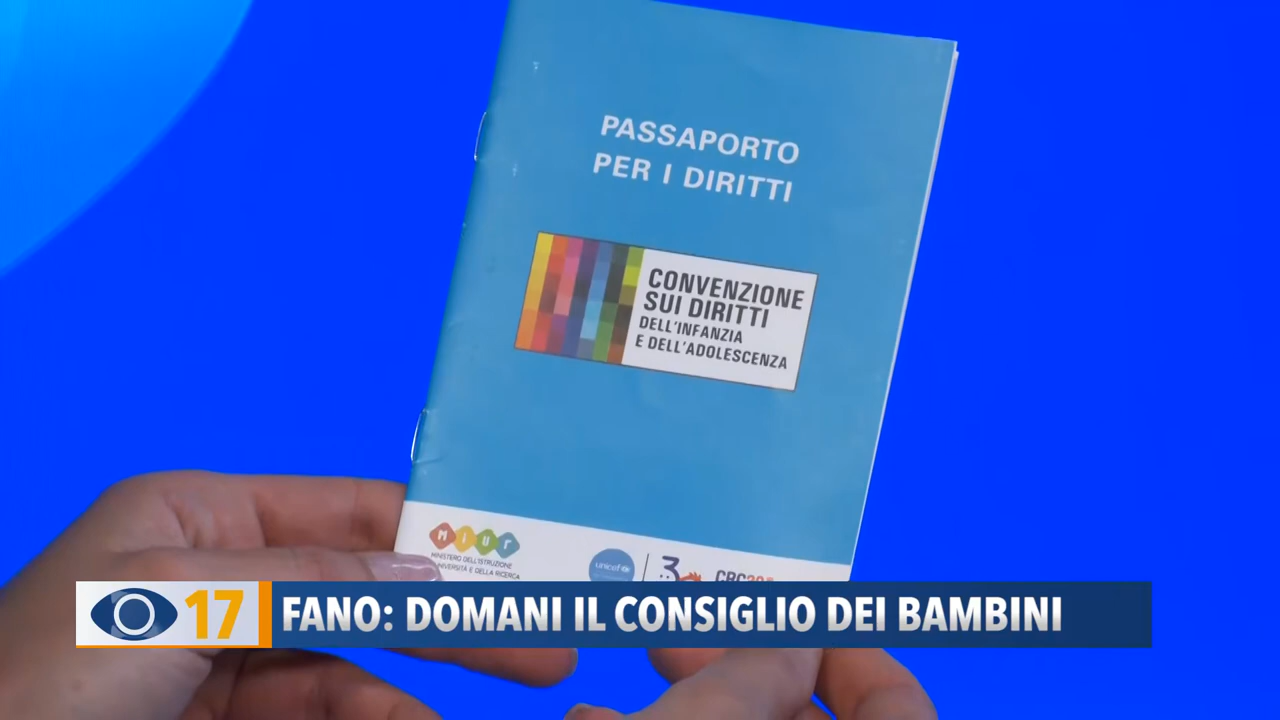 PASSAPORTO
PER I DIRITTI
CONVENZIONE
SUI DIRITTI
DELL'INFANZIA
E DELL'ADOLESCENZA
MIUR
MINISTERO DELL'ISTRUZIONE
UNIVERSITÀ E DELLA RICERCA
unicef
17
FANO: DOMANI IL CONSIGLIO DEI BAMBINI